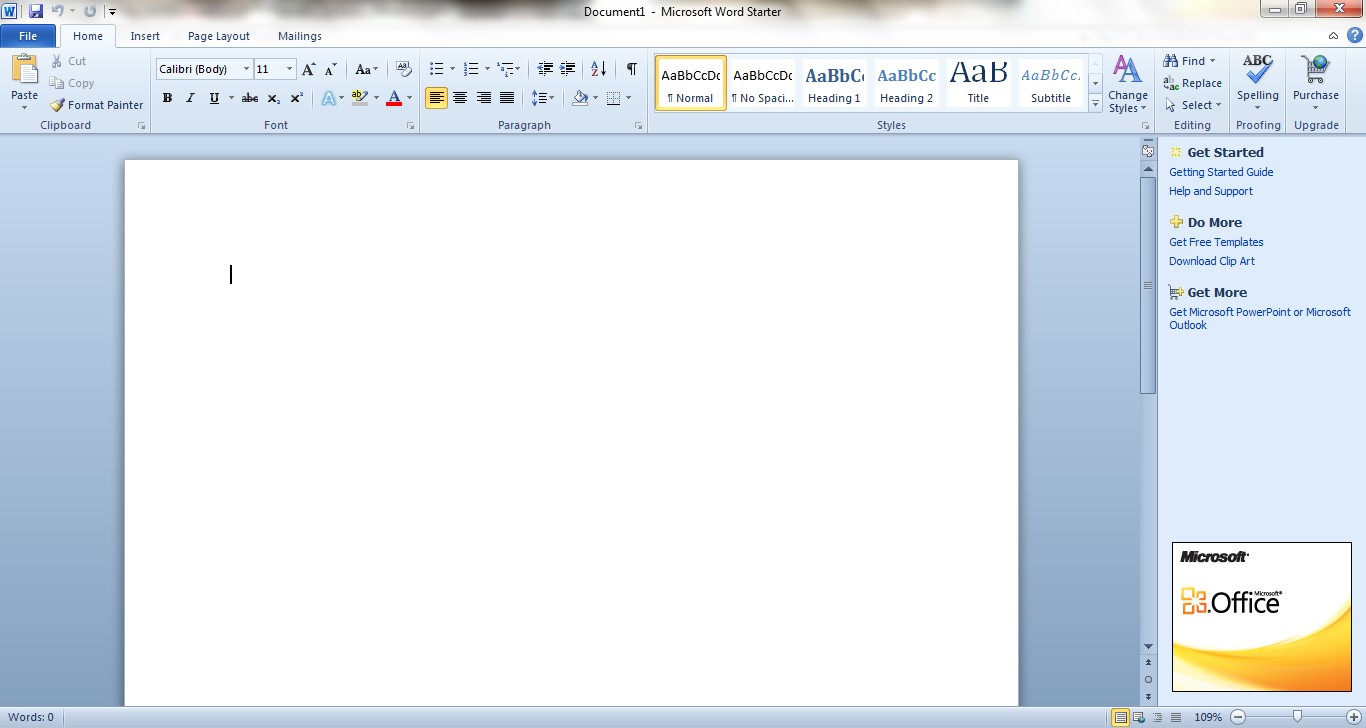 Document1 - Microsoft Word Starter
File Home Insert Page Layout Mailings
Paste
Cut
Copy
Format Painter
Clipboard
Calibri (Body) 11
Aa
B I U abc x₂ x²
ab
A
Font
Paragraph
AaBbCcDc AaBbCcDc AaBbCc AaBbCc AaB AaBbCc.
¶ Normal ¶ No Spaci... Heading 1 Heading 2 Title Subtitle
Change
Styles
Styles
Find
Replace
Select
Editing
ABC
Spelling
Proofing
Purchase
Upgrade
Get Started
Getting Started Guide
Help and Support
Do More
Get Free Templates
Download Clip Art
Get More
Get Microsoft PowerPoint or Microsoft
Outlook
Microsoft
Microsoft®
Office
Words: 0
109%